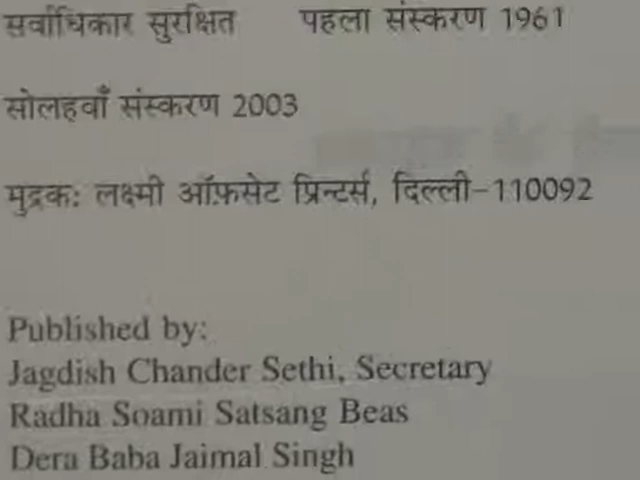 सर्वाधिकार सुरक्षित पहला संस्करण 1961
सोलहवाँ संस्करण 2003
मुद्रक: लक्ष्मी ऑफ़सेट प्रिन्टर्स, दिल्ली-110092
Published by:
Jagdish Chander Sethi, Secretary
Radha Soami Satsang Beas
Dera Baba Jaimal Singh